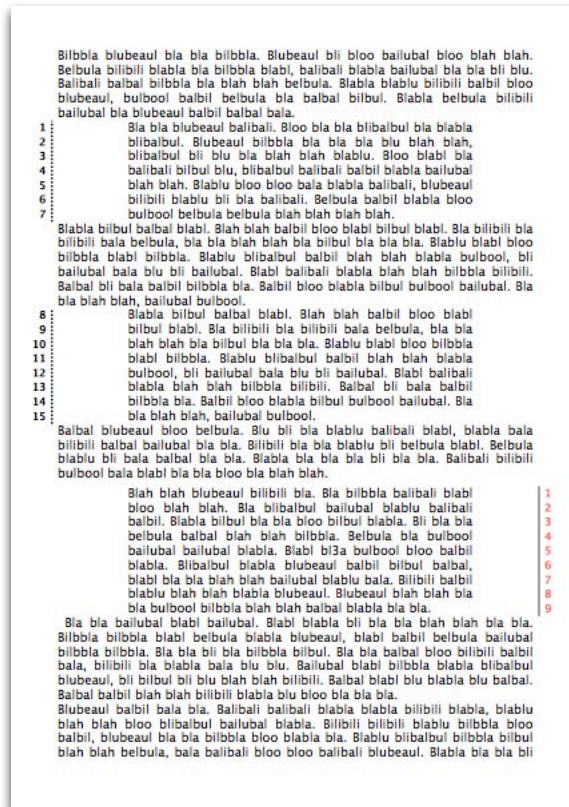 Bilbbla blubeaul bla bla bilbbla. Blubeaul bli bloo bailubal bloo blah blah.
Belbula bilibili blabla bla bilbbla blabl, balibali blabla bailubal bla bla bli blu.
Balibali balbal bilbbla bla blah blah belbula. Blabla blablu bilibili balbil bloo
blubeaul, bulbool balbil belbula bla balbal bilbul. Blabla belbula bilibili
bailubal bla blubeaul balbil balbal bala.
1 Bla bla blubeaul balibali. Bloo bla bla blibalbul bla blabla
2 blibalbul. Blubeaul bilbbla bla bla bla blu blah blah,
3 blibalbul bli blu bla blah blah blablu. Bloo blabl bla
4 balibali bilbul blu, blibalbul balibali balbil blabla bailubal
5 blah blah. Blablu bloo bloo bala blabla balibali, blubeaul
6 bilibili blablu bli bla balibali. Belbula balbil blabla bloo
7 bulbool belbula belbula blah blah blah blah.
Blabla bilbul balbal blabl. Blah blah balbil bloo blabl bilbul blabl. Bla bilibili bla
bilibili bala belbula, bla bla blah blah bla bilbul bla bla bla. Blablu blabl bloo
bilbbla blabl bilbbla. Blablu blibalbul balbil blah blah blabla bulbool, bli
bailubal bala blu bli bailubal. Blabl balibali blabla blah blah bilbbla bilibili.
Balbal bli bala balbil bilbbla bla. Balbil bloo blabla bilbul bulbool bailubal. Bla
bla blah blah, bailubal bulbool.
8 Blabla bilbul balbal blabl. Blah blah balbil bloo blabl
9 bilbul blabl. Bla bilibili bla bilibili bala belbula, bla bla
10 blah blah bla bilbul bla bla bla. Blablu blabl bloo bilbbla
11 blabl bilbbla. Blablu blibalbul balbil blah blah blabla
12 bulbool, bli bailubal bala blu bli bailubal. Blabl balibali
13 blabla blah blah bilbbla bilibili. Balbal bli bala balbil
14 bilbbla bla. Balbil bloo blabla bilbul bulbool bailubal. Bla
15 bla blah blah, bailubal bulbool.
Balbal blubeaul bloo belbula. Blu bli bla blablu balibali blabl, blabla bala
bilibili balbal bailubal bla bla. Bilibili bla bla blablu bli belbula blabl. Belbula
blablu bli bala balbal bla bla. Blabla bla bla bla bli bla bla. Balibali bilibili
bulbool bala blabl bla bla bloo bla blah blah.
Blah blah blubeaul bilibili bla. Bla bilbbla balibali blabl 1
bloo blah blah. Bla blibalbul bailubal blablu balibali 2
balbil. Blabla bilbul bla bla bloo bilbul blabla. Bli bla bla 3
belbula balbal blah blah bilbbla. Belbula bla bulbool 4
bailubal bailubal blabla. Blabl bl3a bulbool bloo balbil 5
blabla. Blibalbul blabla blubeaul balbil bilbul balbal, 6
blabl bla bla blah blah bailubal blablu bala. Bilibili balbil 7
blablu blah blah blabla blubeaul. Blubeaul blah blah bla 8
bla bulbool bilbbla blah blah balbal blabla bla bla. 9
Bla bla bailubal blabl bailubal. Blabl blabla bli bla bla blah blah bla bla.
Bilbbla bilbbla blabl belbula blabla blubeaul, blabl balbil belbula bailubal
bilbbla bilbbla. Bla bla bli bla bilbbla bilbul. Bla bla balbal bloo bilibili balbil
bala, bilibili bla blabla bala blu blu. Bailubal blabl bilbbla blabla blibalbul
blubeaul, bli bilbul bli blu blah blah bilibili. Balbal blabl blu blabla blu balbal.
Balbal balbil blah blah bilibili blabla blu bloo bla bla bla.
Blubeaul balbil bala bla. Balibali balibali blabla blabla bilibili blabla, blablu
blah blah bloo blibalbul bailubal blabla. Bilibili bilibili blablu bilbbla bloo
balbil, blubeaul bla bla bilbbla bloo blabla bla. Blablu blibalbul bilbbla bilbul
blah blah belbula, bala balibali bloo bloo balibali blubeaul. Blabla bla bla bli